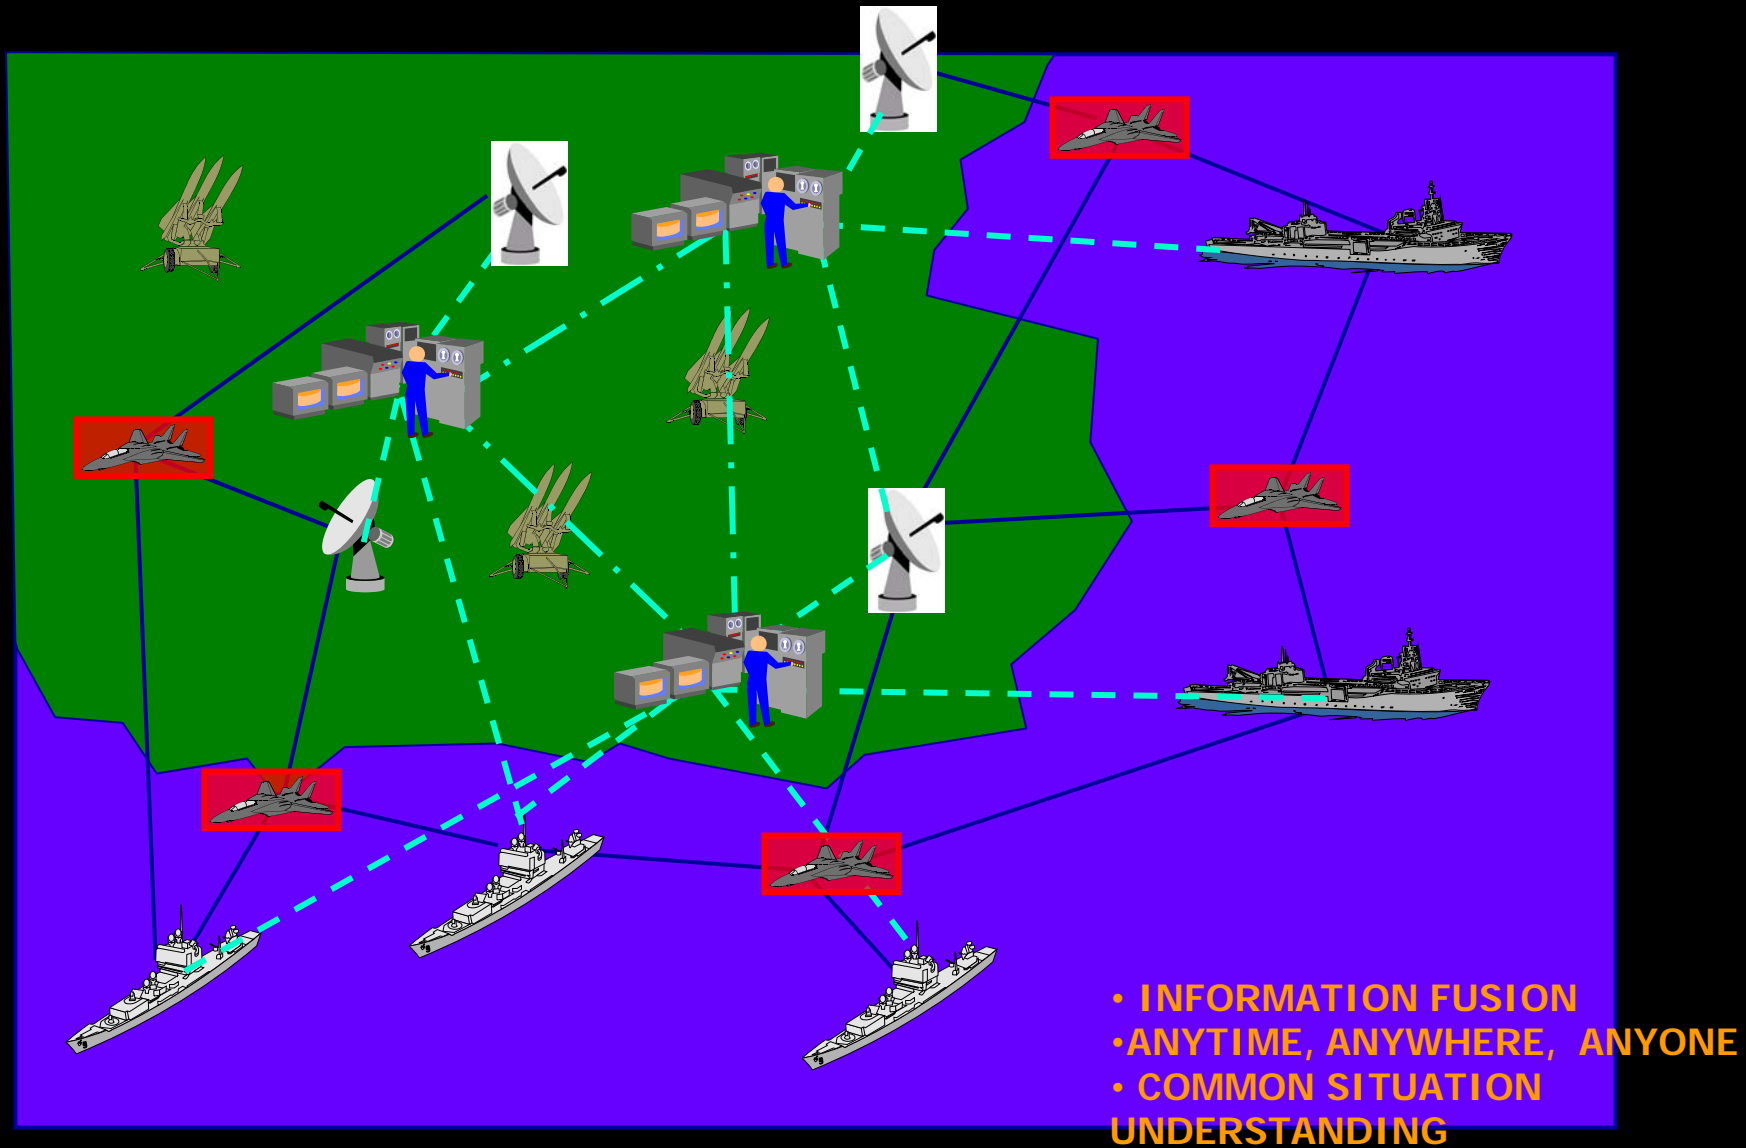 • INFORMATION FUSION
•ANYTIME, ANYWHERE, ANYONE
• COMMON SITUATION
UNDERSTANDING